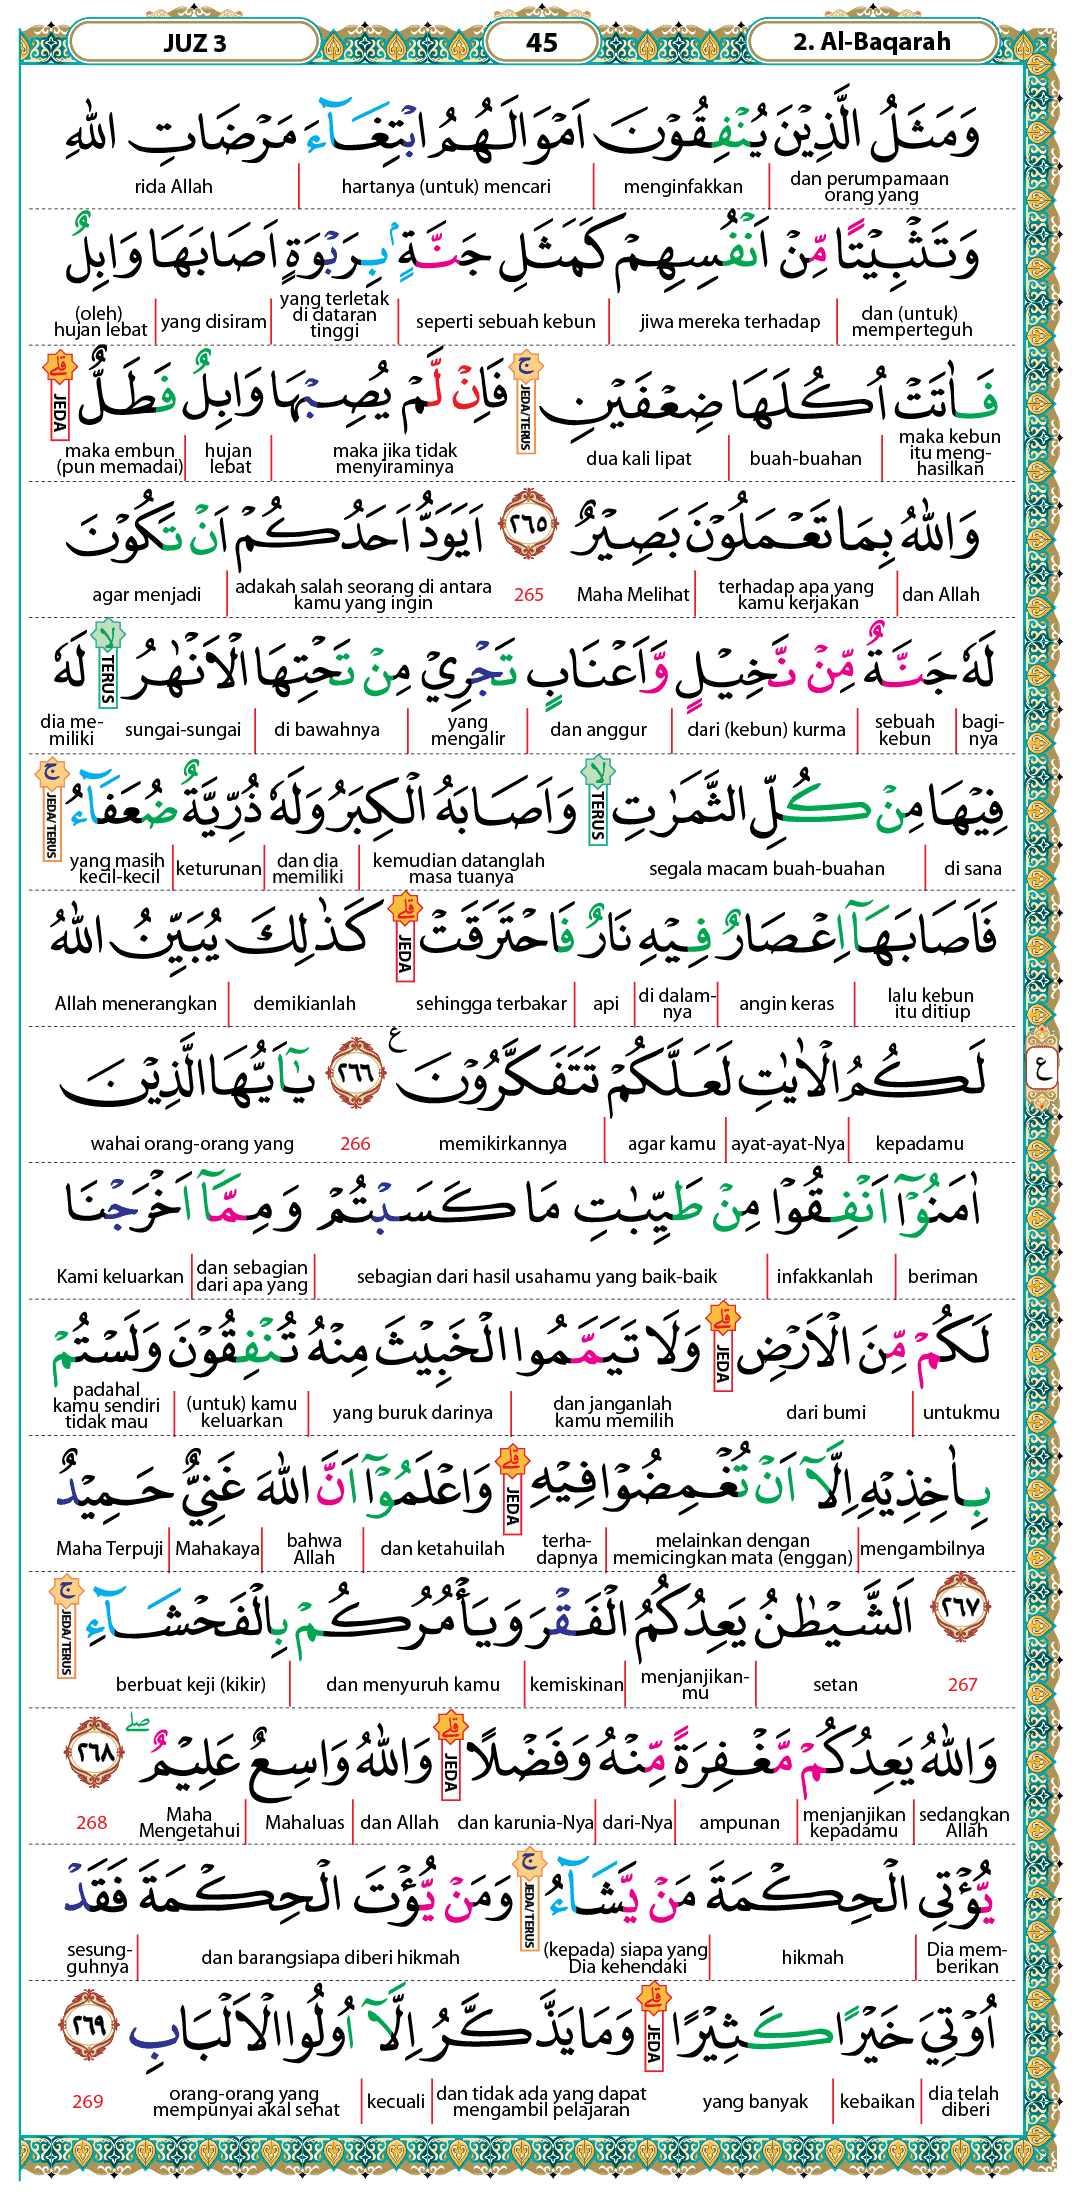 JUZ 3 45 2. Al-Baqarah
وَمَثَلُ الَّذِيْنَ يُنْفِقُوْنَ اَمْوَالَهُمُ ابْتِغَاۤءَ مَرْضَاتِ اللّٰهِ
dan perumpamaan orang yang | menginfakkan | hartanya (untuk) mencari | rida Allah
وَتَثْبِيْتًا مِّنْ اَنْفُسِهِمْ كَمَثَلِ جَنَّةٍۢ بِرَبْوَةٍ اَصَابَهَا وَابِلٌ
dan (untuk) memperteguh | jiwa mereka terhadap | seperti sebuah kebun | yang terletak di dataran tinggi | yang disiram | (oleh) hujan lebat
فَاٰتَتْ اُكُلَهَا ضِعْفَيْنِۚ JEDA/TERUS فَاِنْ لَّمْ يُصِبْهَا وَابِلٌ فَطَلٌّۗ JEDA
maka kebun itu meng-hasilkan | buah-buahan | dua kali lipat | maka jika tidak menyiraminya | hujan lebat | maka embun (pun memadai)
وَاللّٰهُ بِمَا تَعْمَلُوْنَ بَصِيْرٌ ٢٦٥ اَيَوَدُّ اَحَدُكُمْ اَنْ تَكُوْنَ
dan Allah | terhadap apa yang kamu kerjakan | Maha Melihat 265 adakah salah seorang di antara kamu yang ingin | agar menjadi
لَهٗ جَنَّةٌ مِّنْ نَّخِيْلٍ وَّاَعْنَابٍ تَجْرِيْ مِنْ تَحْتِهَا الْاَنْهٰرُۙ TERUS لَهٗ
bagi-nya | sebuah kebun | dari (kebun) kurma | dan anggur | yang mengalir | di bawahnya | sungai-sungai dia me-miliki
فِيْهَا مِنْ كُلِّ الثَّمَرٰتِۙ TERUS وَاَصَابَهُ الْكِبَرُ وَلَهٗ ذُرِّيَّةٌ ضُعَفَاۤءُۚ JEDA/TERUS
di sana | segala macam buah-buahan kemudian datanglah masa tuanya | dan dia memiliki | keturunan | yang masih kecil-kecil
فَاَصَابَهَآ اِعْصَارٌ فِيْهِ نَارٌ فَاحْتَرَقَتْۗ JEDA كَذٰلِكَ يُبَيِّنُ اللّٰهُ
lalu kebun itu ditiup | angin keras | di dalam-nya | api | sehingga terbakar demikianlah | Allah menerangkan
لَكُمُ الْاٰيٰتِ لَعَلَّكُمْ تَتَفَكَّرُوْنَ ع ٢٦٦ يٰٓاَيُّهَا الَّذِيْنَ ع
kepadamu | ayat-ayat-Nya | agar kamu | memikirkannya 266 wahai orang-orang yang
اٰمَنُوْٓا اَنْفِقُوْا مِنْ طَيِّبٰتِ مَا كَسَبْتُمْ وَمِمَّآ اَخْرَجْنَا
beriman | infakkanlah | sebagian dari hasil usahamu yang baik-baik | dan sebagian dari apa yang | Kami keluarkan
لَكُمْ مِّنَ الْاَرْضِۗ JEDA وَلَا تَيَمَّمُوا الْخَبِيْثَ مِنْهُ تُنْفِقُوْنَ وَلَسْتُمْ
untukmu | dari bumi dan janganlah kamu memilih | yang buruk darinya | (untuk) kamu keluarkan | padahal kamu sendiri tidak mau
بِاٰخِذِيْهِ اِلَّآ اَنْ تُغْمِضُوْا فِيْهِۗ JEDA وَاعْلَمُوْٓا اَنَّ اللّٰهَ غَنِيٌّ حَمِيْدٌ
mengambilnya | melainkan dengan memicingkan mata (enggan) | terha-dapnya dan ketahuilah | bahwa Allah | Mahakaya | Maha Terpuji
٢٦٧ اَلشَّيْطٰنُ يَعِدُكُمُ الْفَقْرَ وَيَأْمُرُكُمْ بِالْفَحْشَاۤءِۚ JEDA/TERUS
267 setan | menjanjikan-mu | kemiskinan | dan menyuruh kamu | berbuat keji (kikir)
وَاللّٰهُ يَعِدُكُمْ مَّغْفِرَةً مِّنْهُ وَفَضْلًاۗ JEDA وَاللّٰهُ وَاسِعٌ عَلِيْمٌۖ ٢٦٨
sedangkan Allah | menjanjikan kepadamu | ampunan | dari-Nya | dan karunia-Nya dan Allah | Mahaluas | Maha Mengetahui 268
يُّؤْتِى الْحِكْمَةَ مَنْ يَّشَاۤءُۚ JEDA/TERUS وَمَنْ يُّؤْتَ الْحِكْمَةَ فَقَدْ
Dia mem-berikan | hikmah | (kepada) siapa yang Dia kehendaki dan barangsiapa diberi hikmah | sesung-guhnya
اُوْتِيَ خَيْرًا كَثِيْرًاۗ JEDA وَمَا يَذَّكَّرُ اِلَّآ اُولُوا الْاَلْبَابِ ٢٦٩
dia telah diberi | kebaikan | yang banyak dan tidak ada yang dapat mengambil pelajaran | kecuali | orang-orang yang mempunyai akal sehat 269